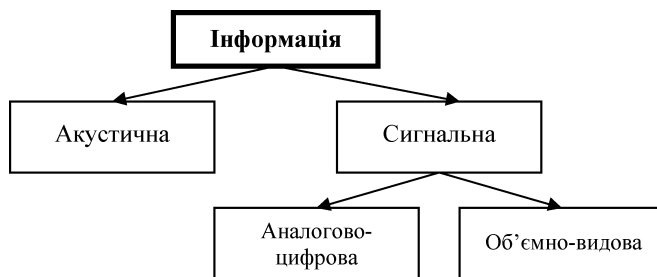 Інформація
Акустична
Сигнальна
Аналогово-
цифрова
Об’ємно-видова